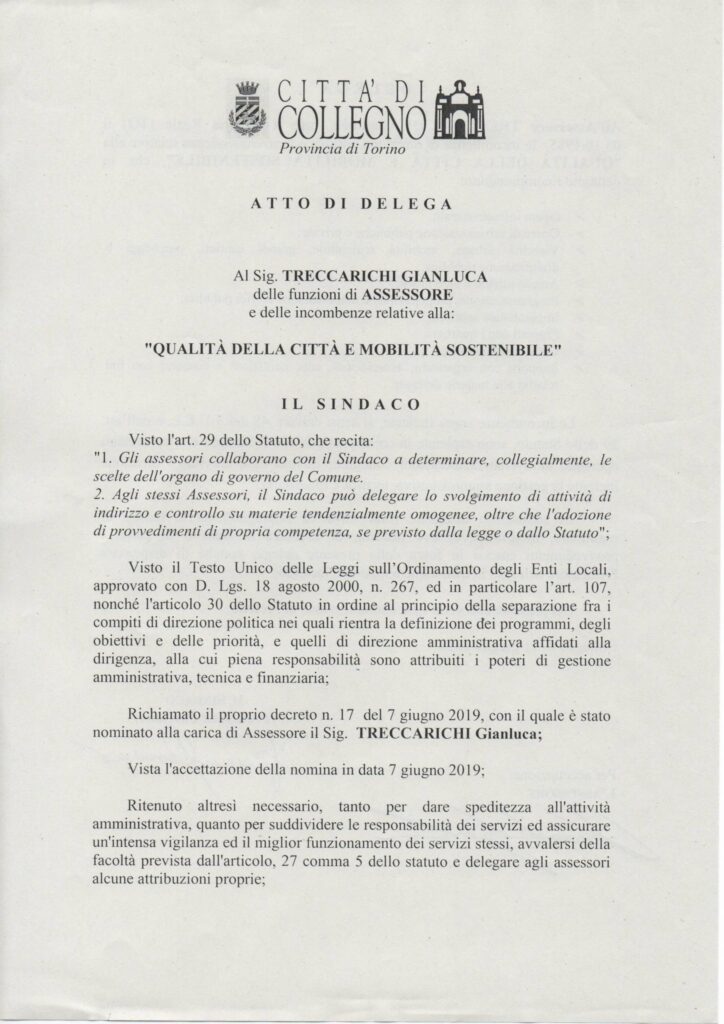 CITTA' DI
COLLEGNO
Provincia di Torino
ATTO DI DELEGA
Al Sig. TRECCARICHI GIANLUCA
delle funzioni di ASSESSORE
e delle incombenze relative alla:
"QUALITÀ DELLA CITTÀ E MOBILITÀ SOSTENIBILE"
IL SINDACO
Visto l'art. 29 dello Statuto, che recita:
"1. Gli assessori collaborano con il Sindaco a determinare, collegialmente, le
scelte dell'organo di governo del Comune.
2. Agli stessi Assessori, il Sindaco può delegare lo svolgimento di attività di
indirizzo e controllo su materie tendenzialmente omogenee, oltre che l'adozione
di provvedimenti di propria competenza, se previsto dalla legge o dallo Statuto";
Visto il Testo Unico delle Leggi sull'Ordinamento degli Enti Locali,
approvato con D. Lgs. 18 agosto 2000, n. 267, ed in particolare l'art. 107,
nonché l'articolo 30 dello Statuto in ordine al principio della separazione fra i
compiti di direzione politica nei quali rientra la definizione dei programmi, degli
obiettivi e delle priorità, e quelli di direzione amministrativa affidati alla
dirigenza, alla cui piena responsabilità sono attribuiti i poteri di gestione
amministrativa, tecnica e finanziaria;
Richiamato il proprio decreto n. 17 del 7 giugno 2019, con il quale è stato
nominato alla carica di Assessore il Sig. TRECCARICHI Gianluca;
Vista l'accettazione della nomina in data 7 giugno 2019;
Ritenuto altresì necessario, tanto per dare speditezza all'attività
amministrativa, quanto per suddividere le responsabilità dei servizi ed assicurare
un'intensa vigilanza ed il miglior funzionamento dei servizi stessi, avvalersi della
facoltà prevista dall'articolo, 27 comma 5 dello statuto e delegare agli assessori
alcune attribuzioni proprie;